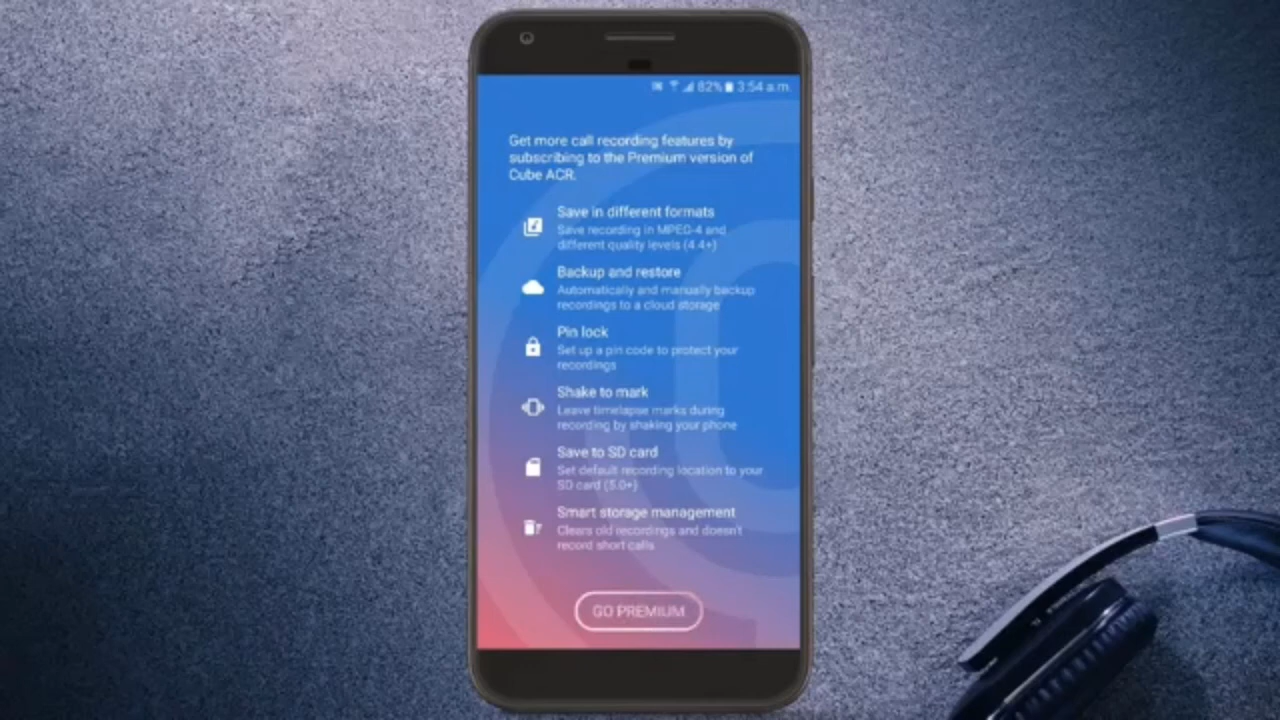 82% 3:54 a.m.
Get more call recording features by
subscribing to the Premium version of
Cube ACR.
Save in different formats
Save recording in MPEG-4 and
different quality levels (4.4+)
Backup and restore
Automatically and manually backup
recordings to a cloud storage
Pin lock
Set up a pin code to protect your
recordings
Shake to mark
Leave timelapse marks during
recording by shaking your phone
Save to SD card
Set default recording location to your
SD card (5.0+)
Smart storage management
Clears old recordings and doesn't
record short calls
GO PREMIUM